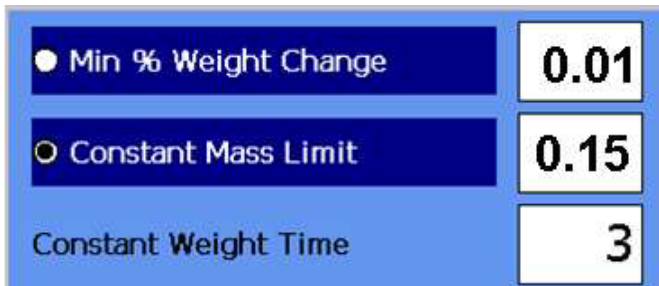 Min % Weight Change 0.01
Constant Mass Limit 0.15
Constant Weight Time 3